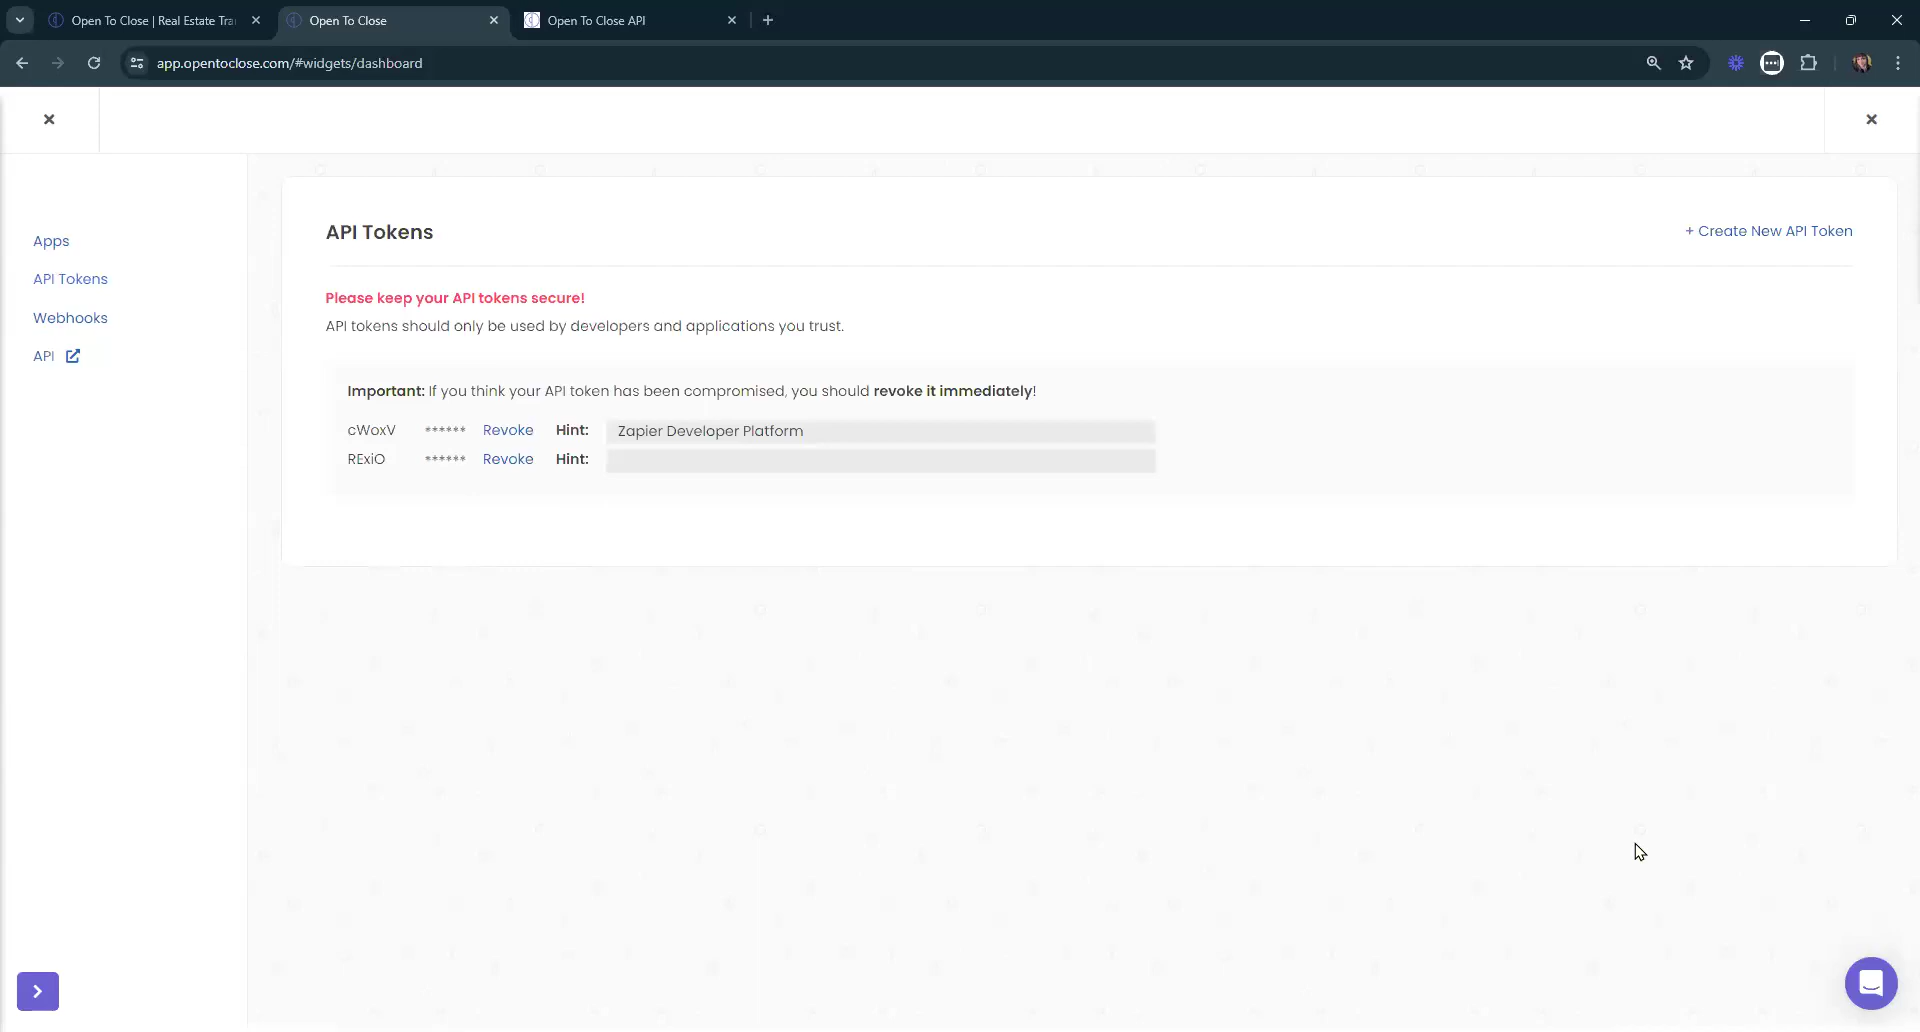 Open To Close | Real Estate Tra
Open To Close
Open To Close API
app.opentoclose.com/#widgets/dashboard
Apps
API Tokens
Webhooks
API
API Tokens
+ Create New API Token
Please keep your API tokens secure!
API tokens should only be used by developers and applications you trust.
Important: If you think your API token has been compromised, you should revoke it immediately!
cWoxV ****** Revoke Hint: Zapier Developer Platform
RExiO ****** Revoke Hint: